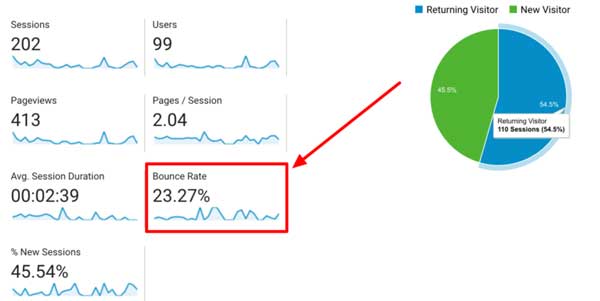 Sessions
202
Users
99
Pageviews
413
Pages / Session
2.04
Avg. Session Duration
00:02:39
Bounce Rate
23.27%
% New Sessions
45.54%
Returning Visitor New Visitor
45.5%
54.5%
Returning Visitor
110 Sessions (54.5%)